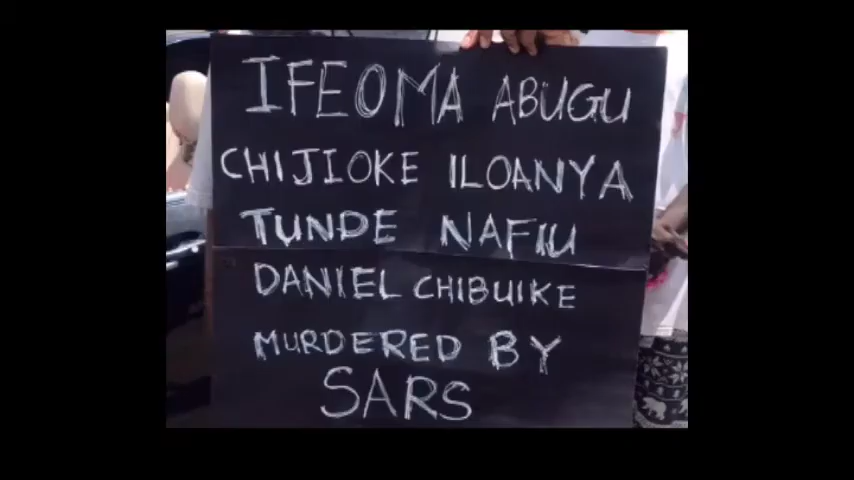 IFEOMA ABUGU
CHIJIOKE ILOANYA
TUNDE NAFIU
DANIEL CHIBUIKE
MURDERED BY
SARS